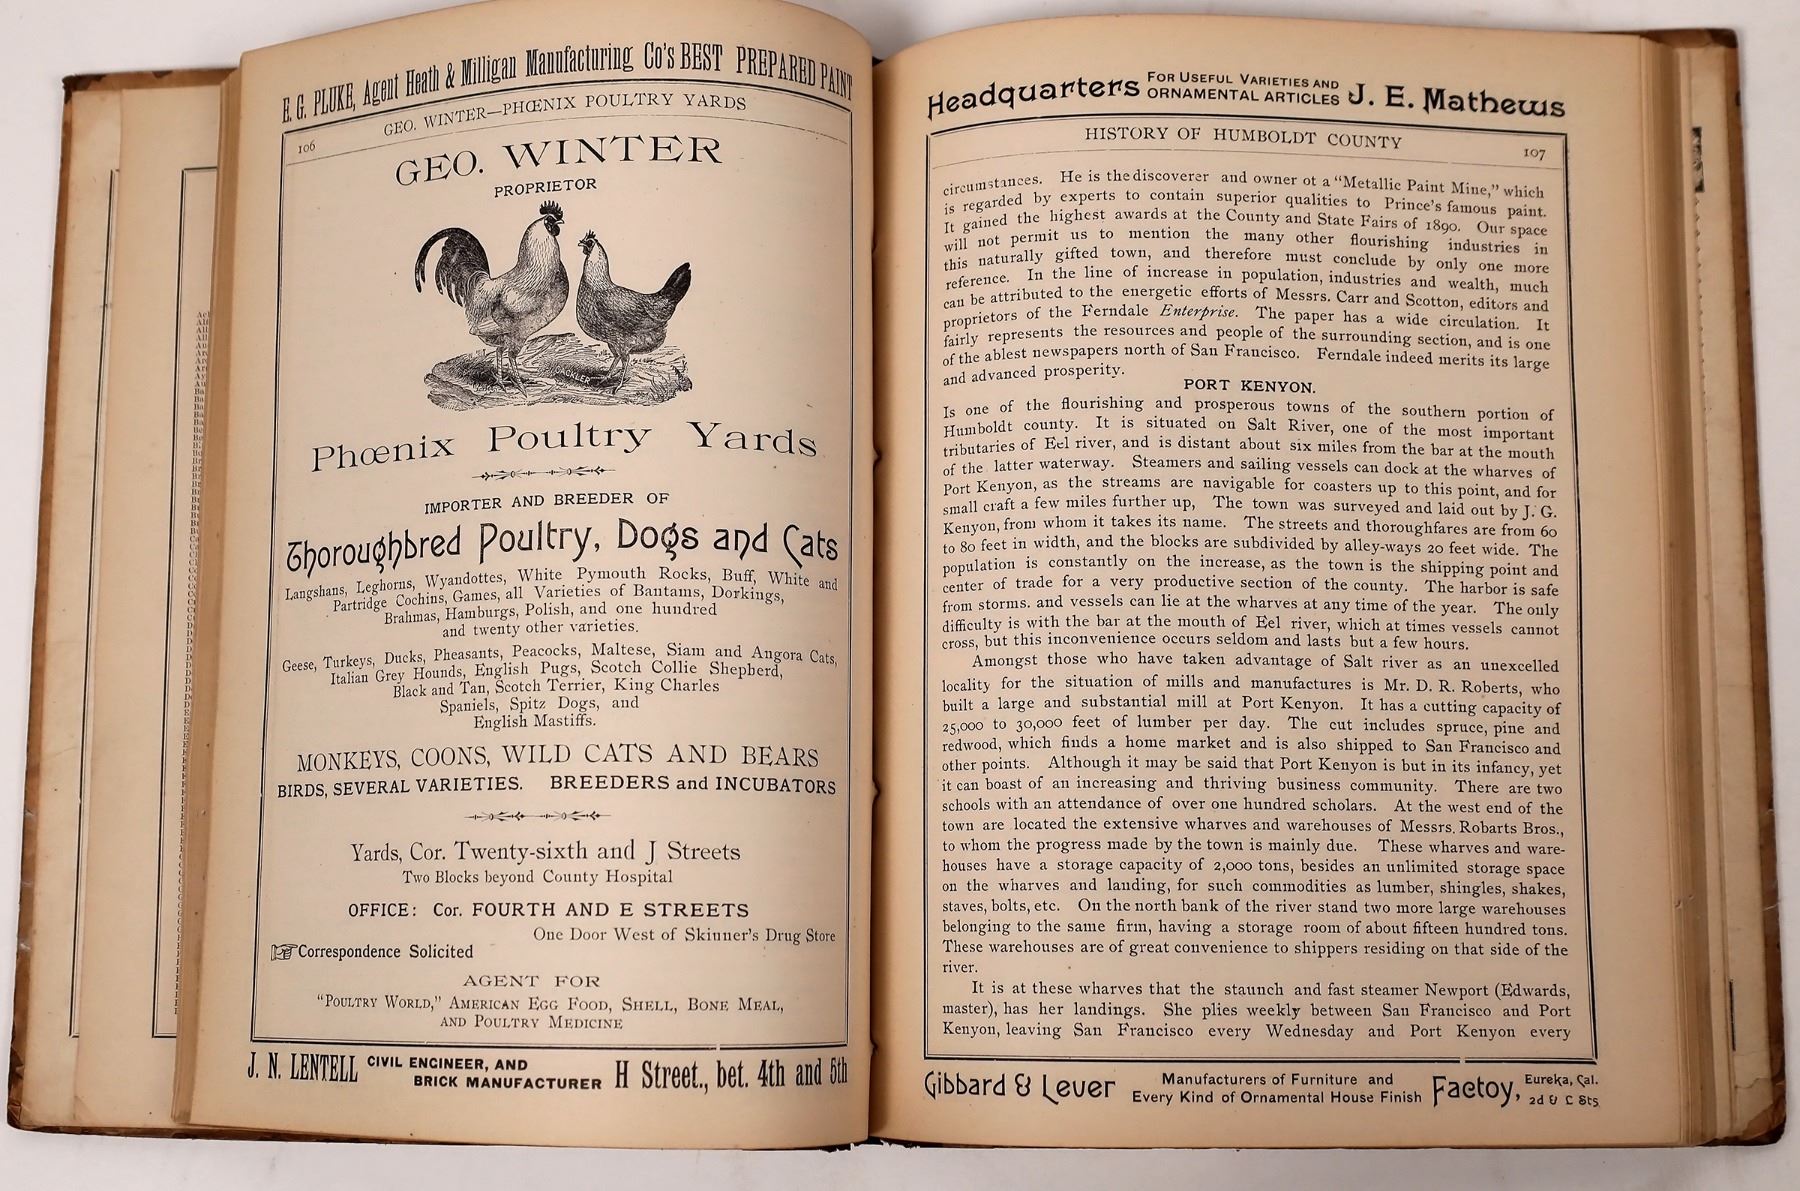 E. G. PLUKE, Agent Heath & Milligan Manufacturing Co's BEST PREPARED PAINT
GEO. WINTER—PHŒNIX POULTRY YARDS
106
GEO. WINTER
PROPRIETOR
Phœnix Poultry Yards
IMPORTER AND BREEDER OF
Thoroughbred Poultry, Dogs and Cats
Langshans, Leghorns, Wyandottes, White Pymouth Rocks, Buff, White and
Partridge Cochins, Games, all Varieties of Bantams, Dorkings,
Brahmas, Hamburgs, Polish, and one hundred
and twenty other varieties.
Geese, Turkeys, Ducks, Pheasants, Peacocks, Maltese, Siam and Angora Cats,
Italian Grey Hounds, English Pugs, Scotch Collie Shepherd,
Black and Tan, Scotch Terrier, King Charles
Spaniels, Spitz Dogs, and
English Mastiffs.
MONKEYS, COONS, WILD CATS AND BEARS
BIRDS, SEVERAL VARIETIES. BREEDERS and INCUBATORS
Yards, Cor. Twenty-sixth and J Streets
Two Blocks beyond County Hospital
OFFICE: Cor. FOURTH AND E STREETS
One Door West of Skinner's Drug Store
Correspondence Solicited
AGENT FOR
"POULTRY WORLD," AMERICAN EGG FOOD, SHELL, BONE MEAL,
AND POULTRY MEDICINE
J. N. LENTELL CIVIL ENGINEER, AND BRICK MANUFACTURER H Street., bet. 4th and 5th
Headquarters FOR USEFUL VARIETIES AND ORNAMENTAL ARTICLES J. E. Mathews
HISTORY OF HUMBOLDT COUNTY
107
circumstances. He is the discoverer and owner ot a "Metallic Paint Mine," which
is regarded by experts to contain superior qualities to Prince's famous paint.
It gained the highest awards at the County and State Fairs of 1890. Our space
will not permit us to mention the many other flourishing industries in
this naturally gifted town, and therefore must conclude by only one more
reference. In the line of increase in population, industries and wealth, much
can be attributed to the energetic efforts of Messrs. Carr and Scotton, editors and
proprietors of the Ferndale Enterprise. The paper has a wide circulation. It
fairly represents the resources and people of the surrounding section, and is one
of the ablest newspapers north of San Francisco. Ferndale indeed merits its large
and advanced prosperity.
PORT KENYON.
Is one of the flourishing and prosperous towns of the southern portion of
Humboldt county. It is situated on Salt River, one of the most important
tributaries of Eel river, and is distant about six miles from the bar at the mouth
of the latter waterway. Steamers and sailing vessels can dock at the wharves of
Port Kenyon, as the streams are navigable for coasters up to this point, and for
small craft a few miles further up, The town was surveyed and laid out by J. G.
Kenyon, from whom it takes its name. The streets and thoroughfares are from 60
to 80 feet in width, and the blocks are subdivided by alley-ways 20 feet wide. The
population is constantly on the increase, as the town is the shipping point and
center of trade for a very productive section of the county. The harbor is safe
from storms. and vessels can lie at the wharves at any time of the year. The only
difficulty is with the bar at the mouth of Eel river, which at times vessels cannot
cross, but this inconvenience occurs seldom and lasts but a few hours.
Amongst those who have taken advantage of Salt river as an unexcelled
locality for the situation of mills and manufactures is Mr. D. R. Roberts, who
built a large and substantial mill at Port Kenyon. It has a cutting capacity of
25,000 to 30,000 feet of lumber per day. The cut includes spruce, pine and
redwood, which finds a home market and is also shipped to San Francisco and
other points. Although it may be said that Port Kenyon is but in its infancy, yet
it can boast of an increasing and thriving business community. There are two
schools with an attendance of over one hundred scholars. At the west end of the
town are located the extensive wharves and warehouses of Messrs. Robarts Bros.,
to whom the progress made by the town is mainly due. These wharves and ware-
houses have a storage capacity of 2,000 tons, besides an unlimited storage space
on the wharves and landing, for such commodities as lumber, shingles, shakes,
staves, bolts, etc. On the north bank of the river stand two more large warehouses
belonging to the same firm, having a storage room of about fifteen hundred tons.
These warehouses are of great convenience to shippers residing on that side of the
river.
It is at these wharves that the staunch and fast steamer Newport (Edwards,
master), has her landings. She plies weekly between San Francisco and Port
Kenyon, leaving San Francisco every Wednesday and Port Kenyon every
Gibbard & Lever Manufacturers of Furniture and Every Kind of Ornamental House Finish Factoy, Eureka, Cal. 2d & C Sts